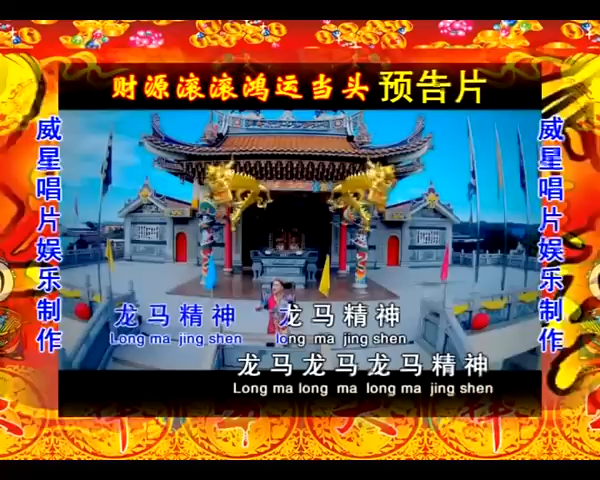 财源滚滚鸿运当头 预告片
威星唱片娱乐制作
威星唱片娱乐制作
龙马精神 龙马精神
Long ma jing shen long ma jing shen
龙马龙马龙马精神
Long ma long ma long ma jing shen